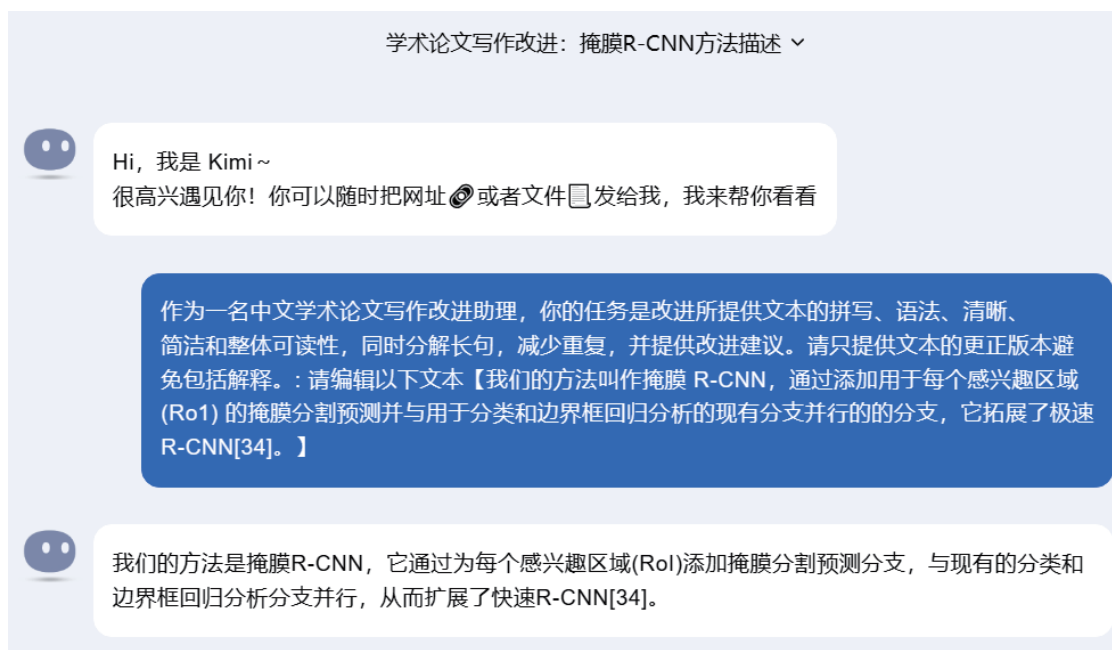 学术论文写作改进：掩膜R-CNN方法描述
Hi，我是 Kimi～
很高兴遇见你！你可以随时把网址🔗或者文件📃发给我，我来帮你看看
作为一名中文学术论文写作改进助理，你的任务是改进所提供文本的拼写、语法、清晰、
简洁和整体可读性，同时分解长句，减少重复，并提供改进建议。请只提供文本的更正版本避
免包括解释。: 请编辑以下文本【我们的方法叫作掩膜 R-CNN，通过添加用于每个感兴趣区域
(Ro1) 的掩膜分割预测并与用于分类和边界框回归分析的现有分支并行的的分支，它拓展了极速
R-CNN[34]。】
我们的方法是掩膜R-CNN，它通过为每个感兴趣区域(RoI)添加掩膜分割预测分支，与现有的分类和
边界框回归分析分支并行，从而扩展了快速R-CNN[34]。